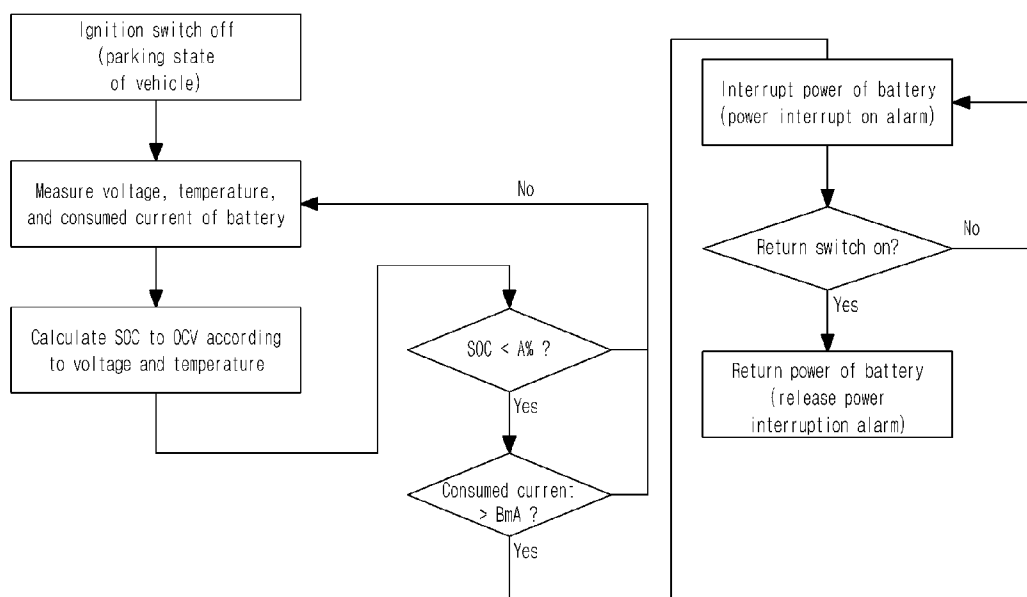 Ignition switch off
(parking state
of vehicle)
Measure voltage, temperature,
and consumed current of battery
Calculate SOC to OCV according
to voltage and temperature
No
SOC < A% ?
Yes
Consumed current
> BmA ?
Yes
Interrupt power of battery
(power interrupt on alarm)
Return switch on?
No
Yes
Return power of battery
(release power
interruption alarm)